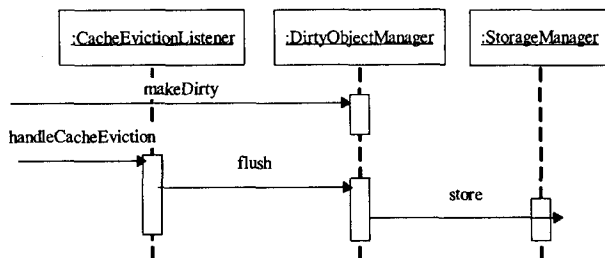 :CacheEvictionListener
:DirtyObjectManager
:StorageManager
makeDirty
handleCacheEviction
flush
store